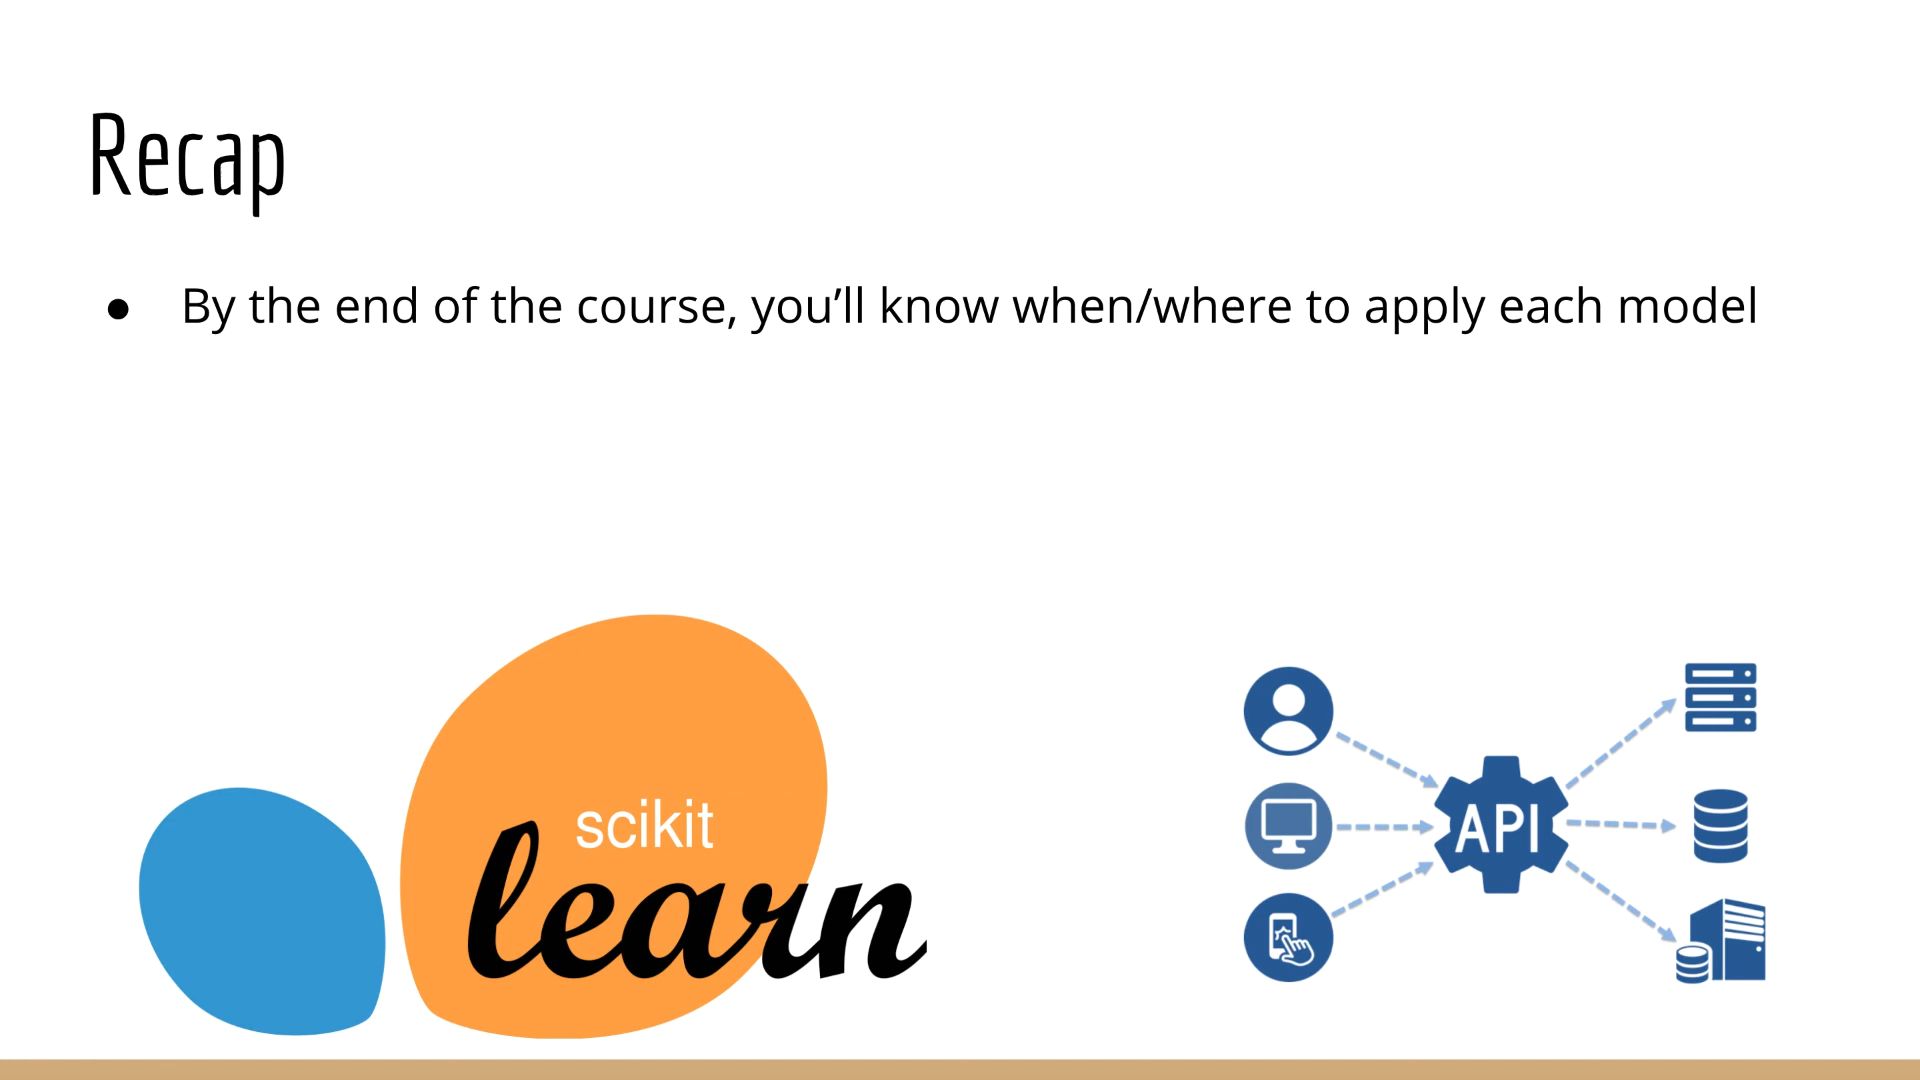 Recap
● By the end of the course, you’ll know when/where to apply each model
scikit
learn
API